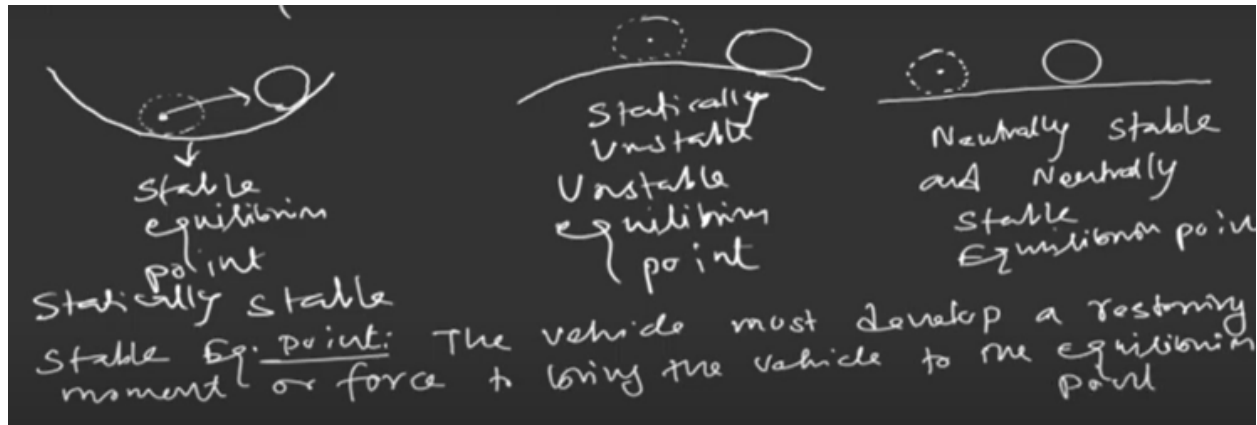 Stable
equilibrium
point
Statically stable
Statically
Unstable
Unstable
equilibrium
point
Neutrally stable
and Neutrally
stable
Equilibrium point
Stable Eq. point: The vehicle must develop a restoring
moment or force to bring the vehicle to the equilibrium
point